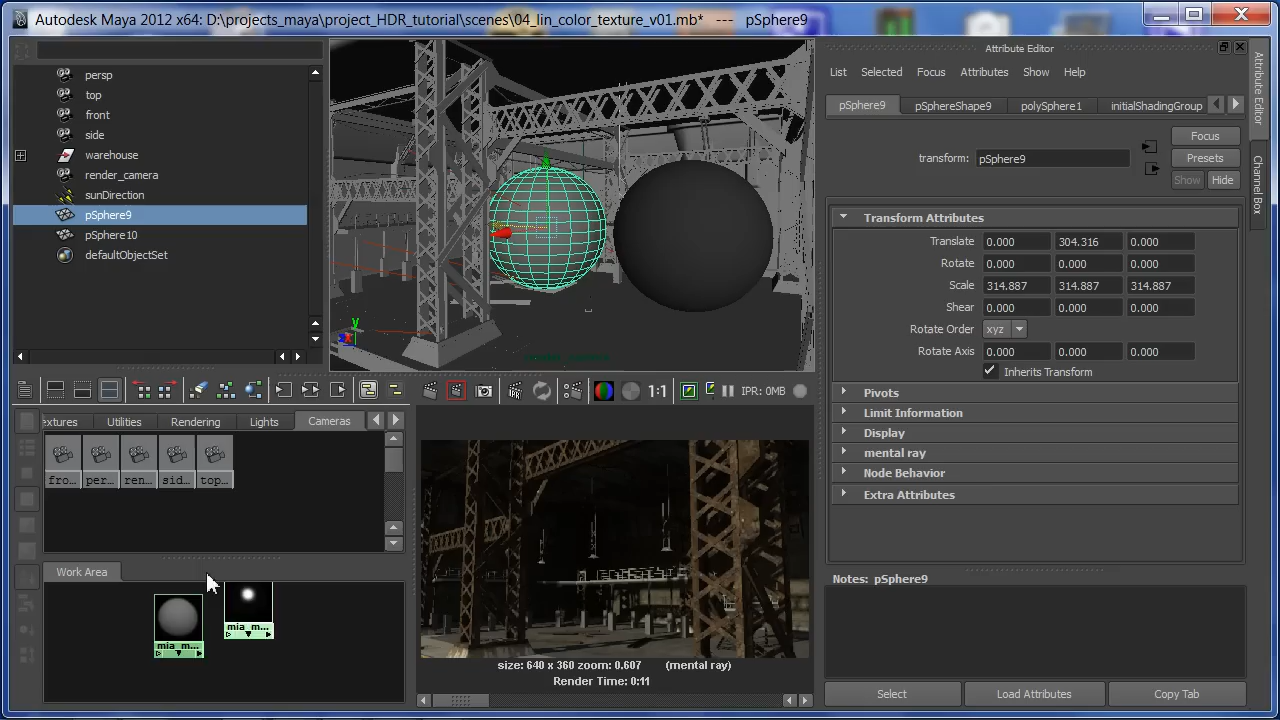 Autodesk Maya 2012 x64: D:\projects_maya\project_HDR_tutorial\scenes\04_lin_color_texture_v01.mb* --- pSphere9
persp
top
front
side
warehouse
render_camera
sunDirection
pSphere9
pSphere10
defaultObjectSet
y
Attribute Editor
List Selected Focus Attributes Show Help
pSphere9 pSphereShape9 polySphere1 initialShadingGroup
transform: pSphere9
Focus
Presets
Show Hide
Transform Attributes
Translate 0.000 304.316 0.000
Rotate 0.000 0.000 0.000
Scale 314.887 314.887 314.887
Shear 0.000 0.000 0.000
Rotate Order xyz
Rotate Axis 0.000 0.000 0.000
Inherits Transform
Pivots
Limit Information
Display
mental ray
Node Behavior
Extra Attributes
Notes: pSphere9
Select Load Attributes Copy Tab
Attribute Editor
Channel Box
1:1 IPR: 0MB
extures Utilities Rendering Lights Cameras
fro... per... ren... sid... top...
Work Area
mia_m...
mia_m...
size: 640 x 360 zoom: 0.607 (mental ray)
Render Time: 0:11